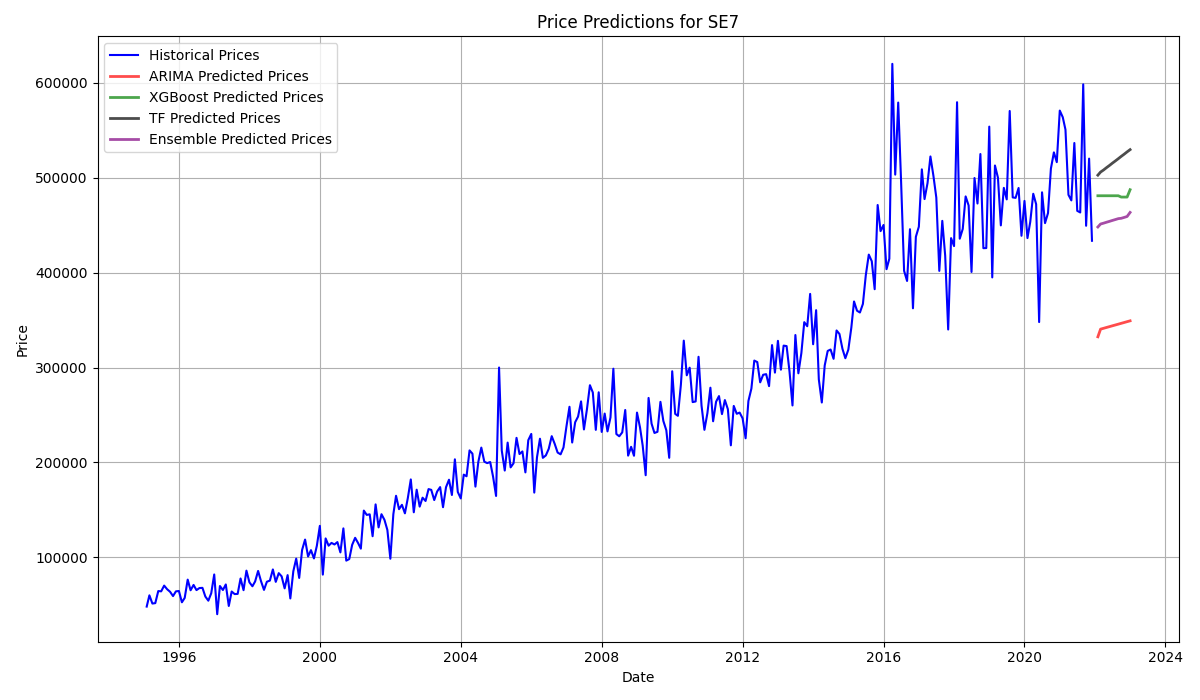 Price Predictions for SE7
Historical Prices
ARIMA Predicted Prices
XGBoost Predicted Prices
TF Predicted Prices
Ensemble Predicted Prices
600000
500000
400000
300000
200000
100000
Price
1996 2000 2004 2008 2012 2016 2020 2024
Date